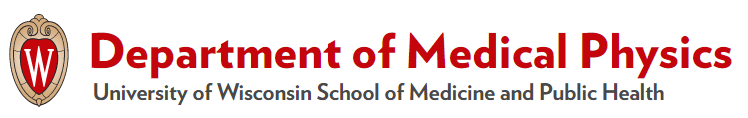 W
Department of Medical Physics
University of Wisconsin School of Medicine and Public Health